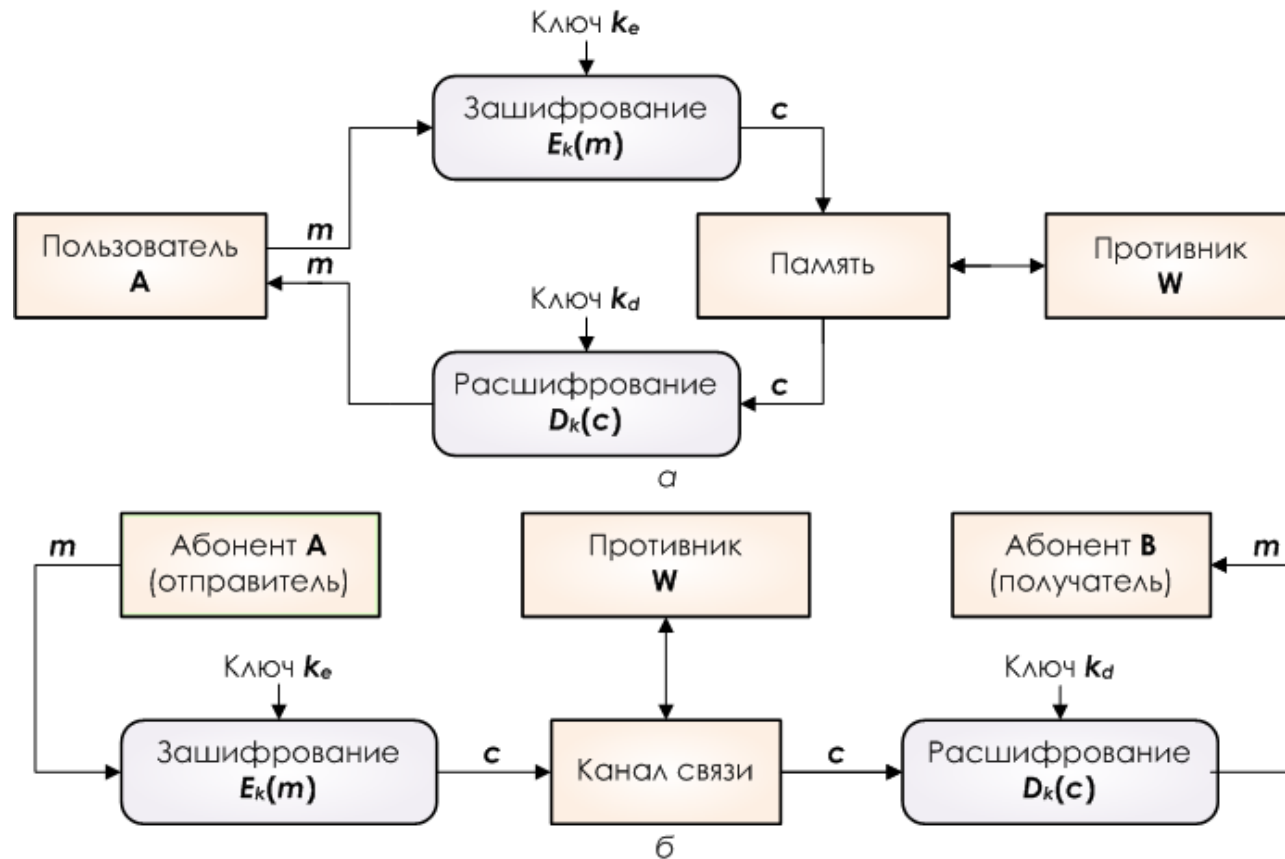 Ключ ke
Зашифрование
Ek(m)
c
m
Пользователь
A
m
Память
Противник
W
Ключ kd
Расшифрование
Dk(c)
c
а
m
Абонент A
(отправитель)
Противник
W
Абонент B
(получатель)
m
Ключ ke
Ключ kd
Зашифрование
Ek(m)
c
Канал связи
c
Расшифрование
Dk(c)
б